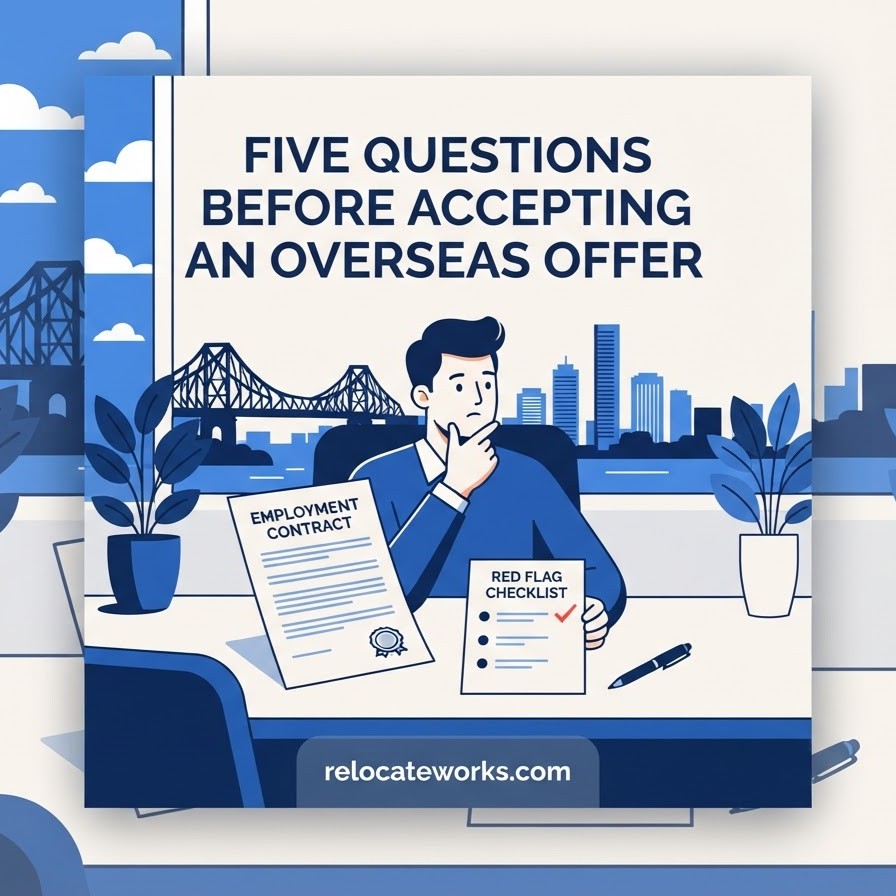 FIVE QUESTIONS
BEFORE ACCEPTING
AN OVERSEAS OFFER
EMPLOYMENT
CONTRACT
RED FLAG
CHECKLIST
relocateworks.com